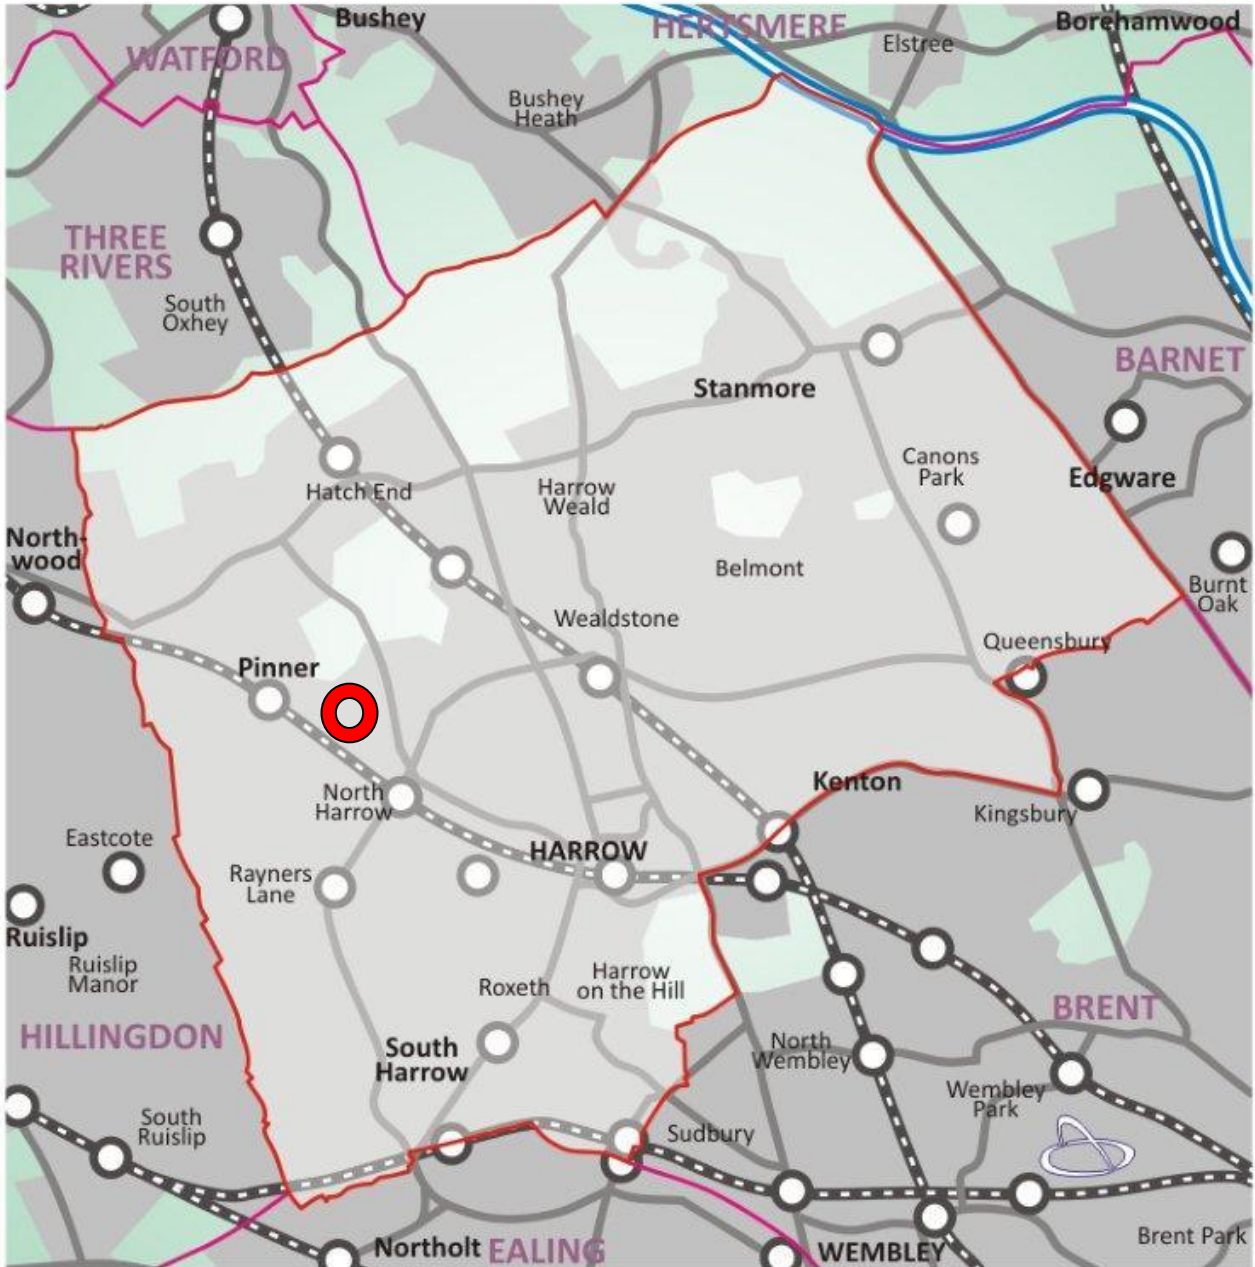 Bushey
HERTSMERE
Borehamwood
Elstree
WATFORD
Bushey
Heath
THREE
RIVERS
South
Oxhey
BARNET
Stanmore
Canons
Park
Edgware
Hatch End
Harrow
Weald
North-
wood
Belmont
Burnt
Oak
Wealdstone
Queensbury
Pinner
Kenton
North
Harrow
Kingsbury
Eastcote
HARROW
Rayners
Lane
Ruislip
Ruislip
Manor
Harrow
on the Hill
Roxeth
BRENT
HILLINGDON
South
Harrow
North
Wembley
Wembley
Park
South
Ruislip
Sudbury
Brent Park
Northolt
EALING
WEMBLEY